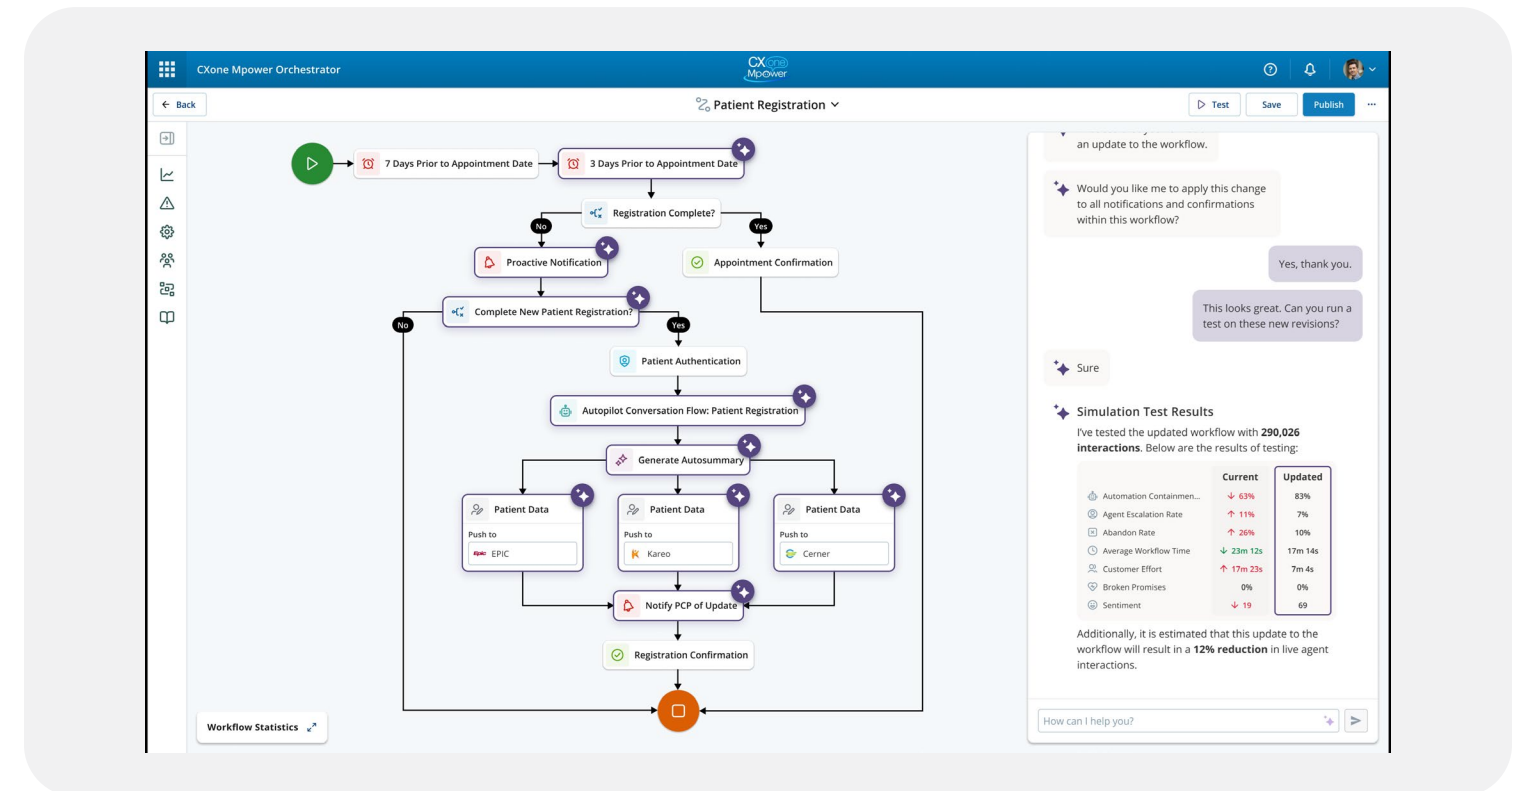 CXone Mpower Orchestrator
CXone
Mpower
Back
Patient Registration
Test
Save
Publish
7 Days Prior to Appointment Date
3 Days Prior to Appointment Date
Registration Complete?
No
Yes
Proactive Notification
Appointment Confirmation
Complete New Patient Registration?
No
Yes
Patient Authentication
Autopilot Conversation Flow: Patient Registration
Generate Autosummary
Patient Data
Push to
Epic EPIC
Patient Data
Push to
Kareo
Patient Data
Push to
Cerner
Notify PCP of Update
Registration Confirmation
Workflow Statistics
an update to the workflow.
Would you like me to apply this change
to all notifications and confirmations
within this workflow?
Yes, thank you.
This looks great. Can you run a
test on these new revisions?
Sure
Simulation Test Results
I've tested the updated workflow with 290,026
interactions. Below are the results of testing:
Current Updated
Automation Containmen... ↓ 63% 83%
Agent Escalation Rate ↑ 11% 7%
Abandon Rate ↑ 26% 10%
Average Workflow Time ↓ 23m 12s 17m 14s
Customer Effort ↑ 17m 23s 7m 4s
Broken Promises 0% 0%
Sentiment ↓ 19 69
Additionally, it is estimated that this update to the
workflow will result in a 12% reduction in live agent
interactions.
How can I help you?